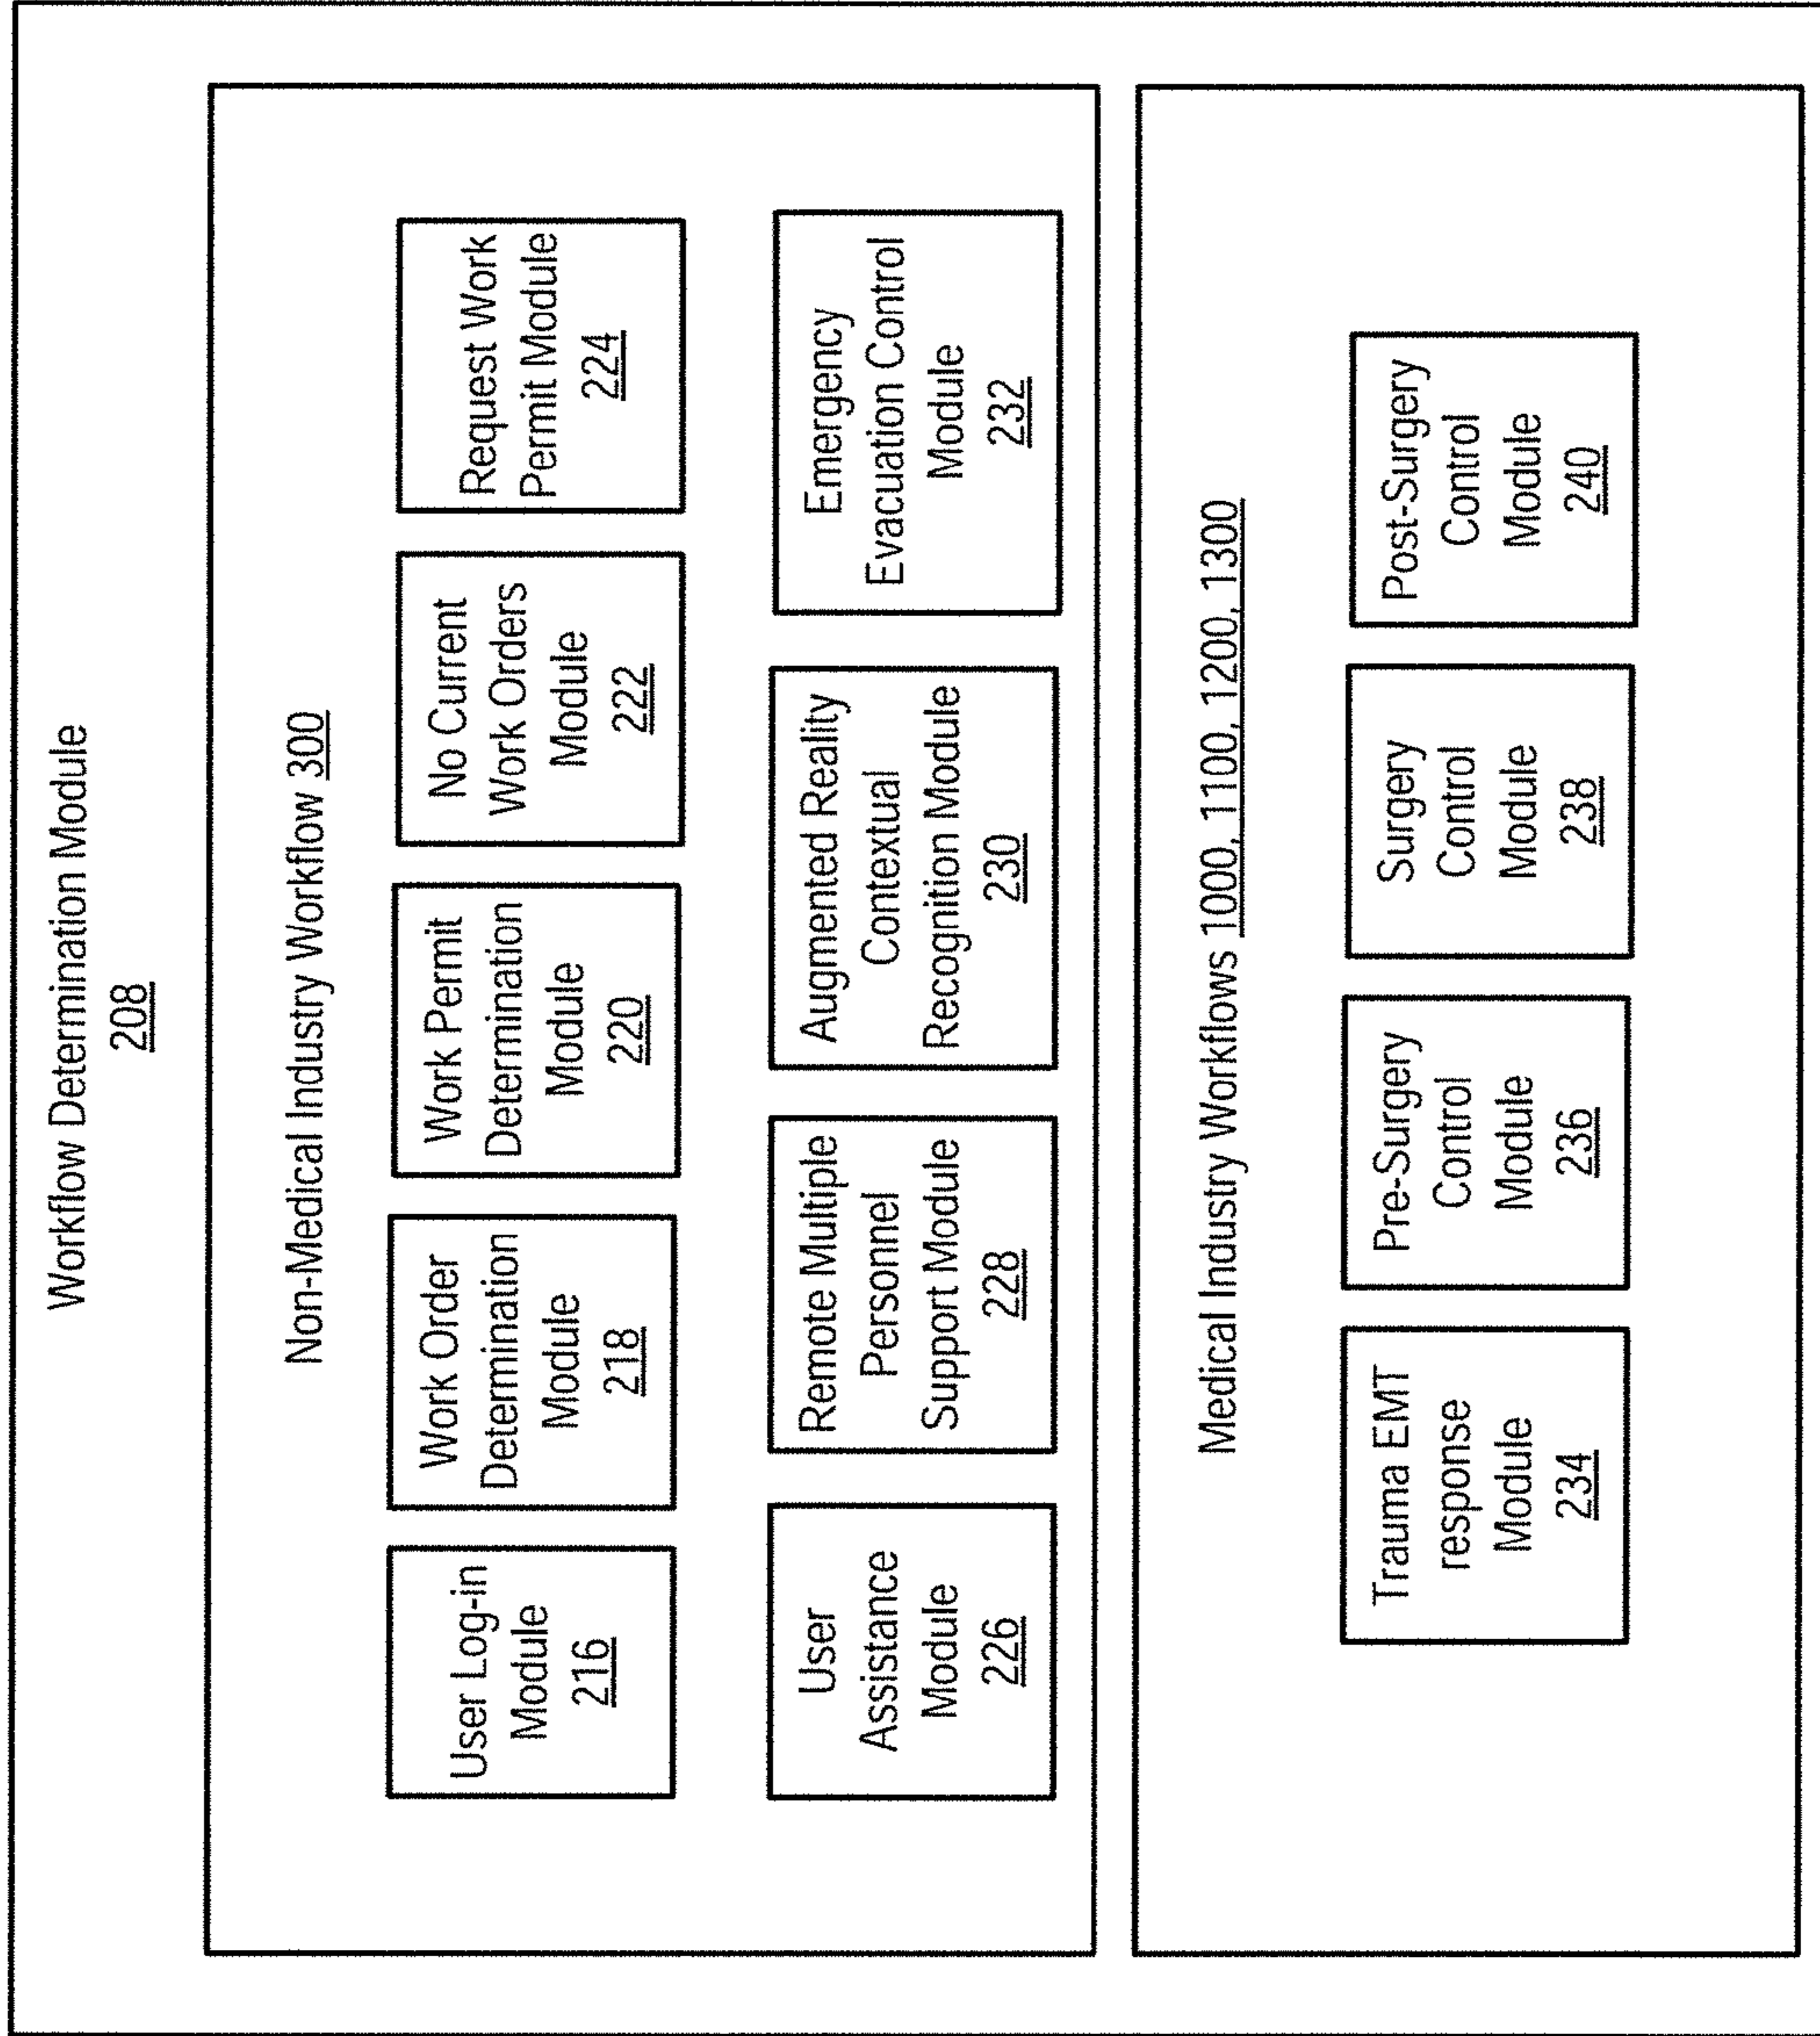 Workflow Determination Module
208
Non-Medical Industry Workflow 300
User Log-in
Module
216
Work Order
Determination
Module
218
Work Permit
Determination
Module
220
No Current
Work Orders
Module
222
Request Work
Permit Module
224
User
Assistance
Module
226
Remote Multiple
Personnel
Support Module
228
Augmented Reality
Contextual
Recognition Module
230
Emergency
Evacuation Control
Module
232
Medical Industry Workflows 1000, 1100, 1200, 1300
Trauma EMT
response
Module
234
Pre-Surgery
Control
Module
236
Surgery
Control
Module
238
Post-Surgery
Control
Module
240